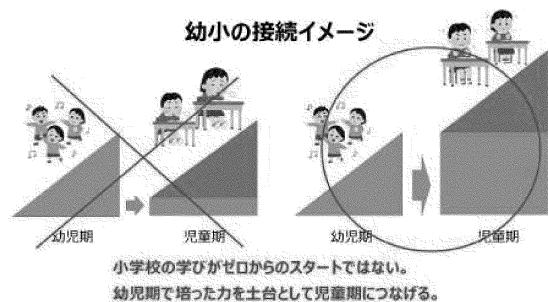 幼小の接続イメージ
幼児期
児童期
幼児期
児童期
小学校の学びがゼロからのスタートではない。
幼児期で培った力を土台として児童期につなげる。